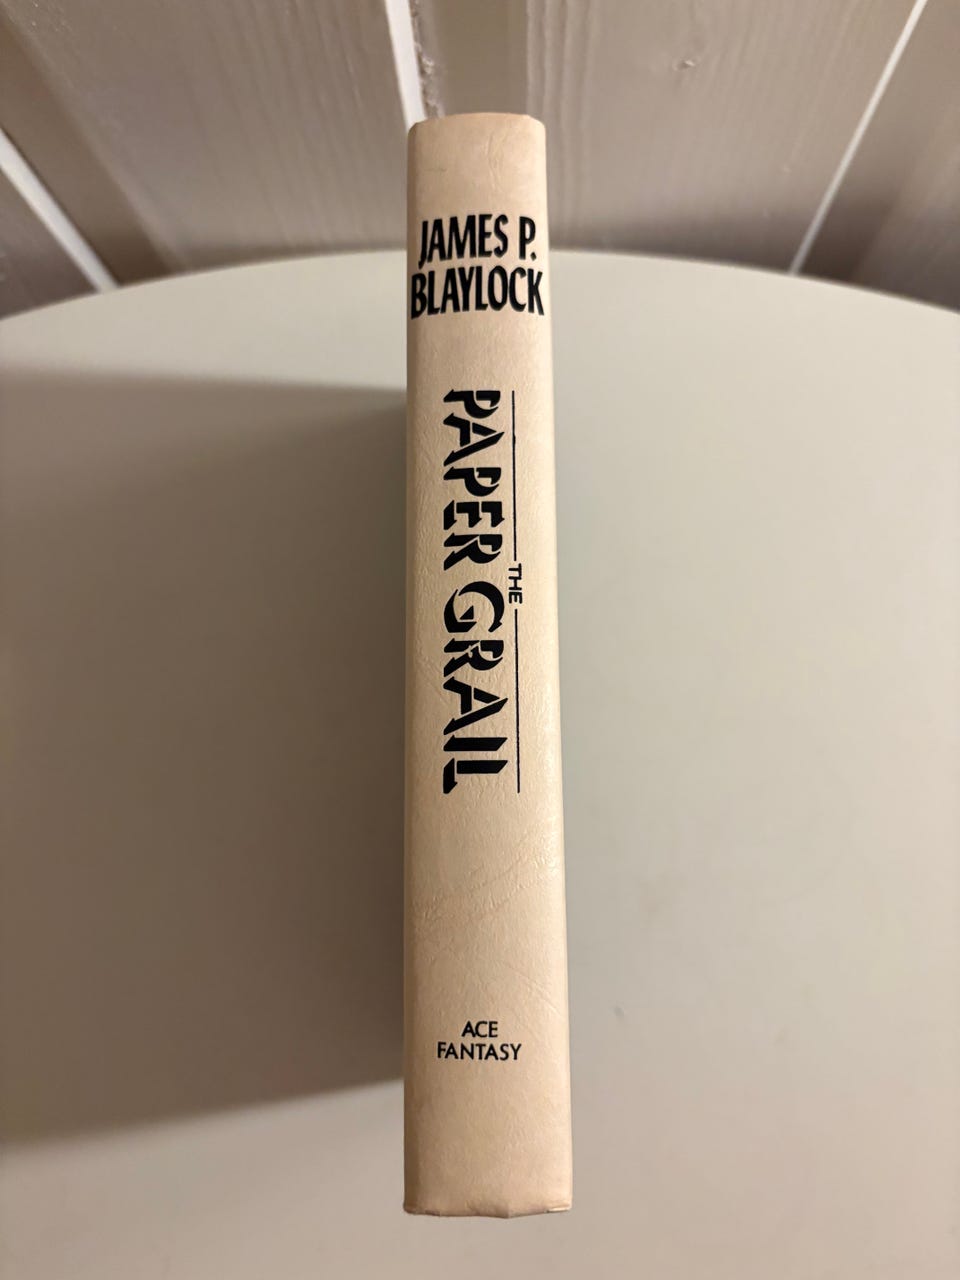 JAMES P.
BLAYLOCK
THE
PAPER GRAIL
ACE
FANTASY